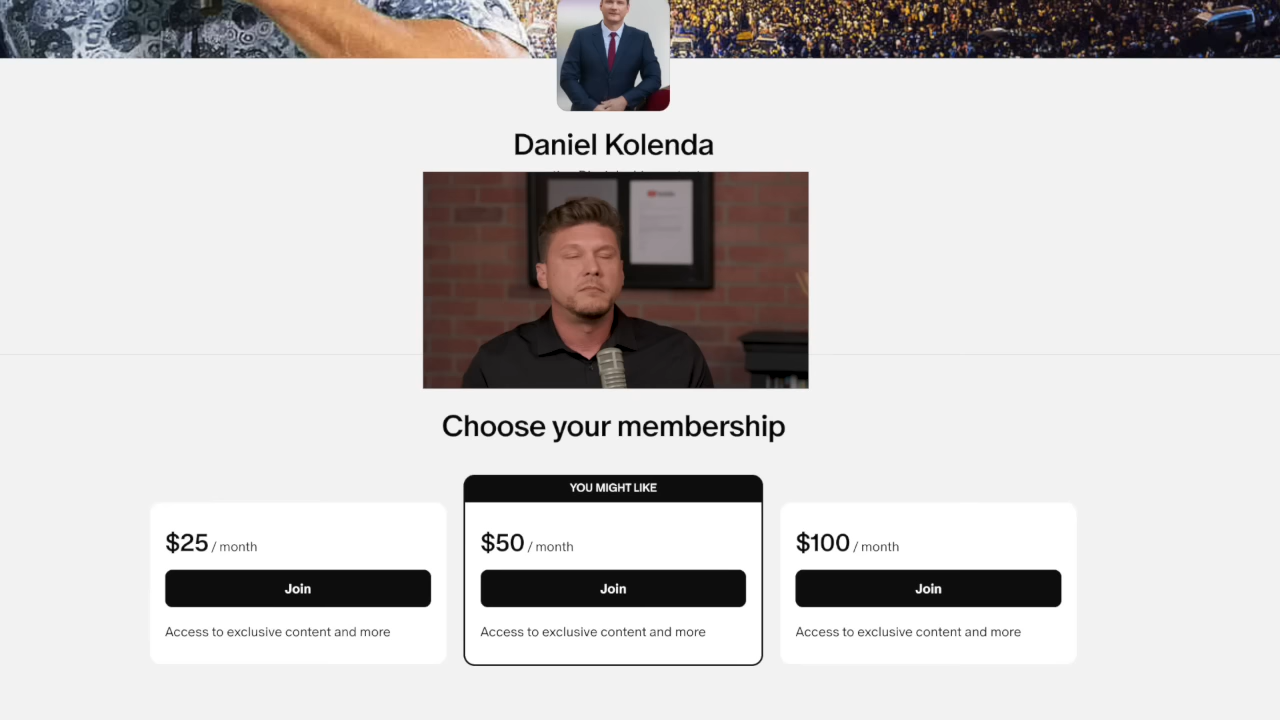 Daniel Kolenda
Choose your membership
YOU MIGHT LIKE
$25 / month
Join
Access to exclusive content and more
$50 / month
Join
Access to exclusive content and more
$100 / month
Join
Access to exclusive content and more